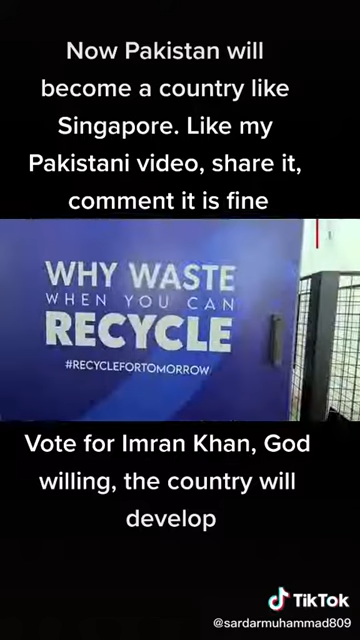 Now Pakistan will
become a country like
Singapore. Like my
Pakistani video, share it,
comment it is fine
WHY WASTE
WHEN YOU CAN
RECYCLE
#RECYCLEFORTOMORROW
Vote for Imran Khan, God
willing, the country will
develop
TikTok
@sardarmuhammad809